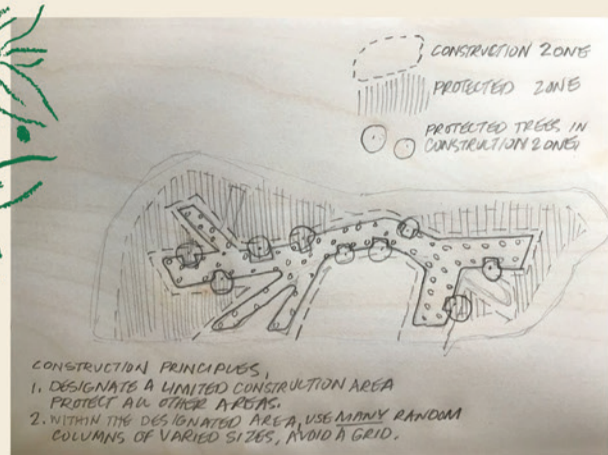 CONSTRUCTION ZONE
PROTECTED ZONE
PROTECTED TREES IN
CONSTRUCTION ZONE
CONSTRUCTION PRINCIPLES,
1. DESIGNATE A LIMITED CONSTRUCTION AREA
PROTECT ALL OTHER AREAS.
2. WITHIN THE DESIGNATED AREA, USE MANY RANDOM
COLUMNS OF VARIED SIZES, AVOID A GRID.